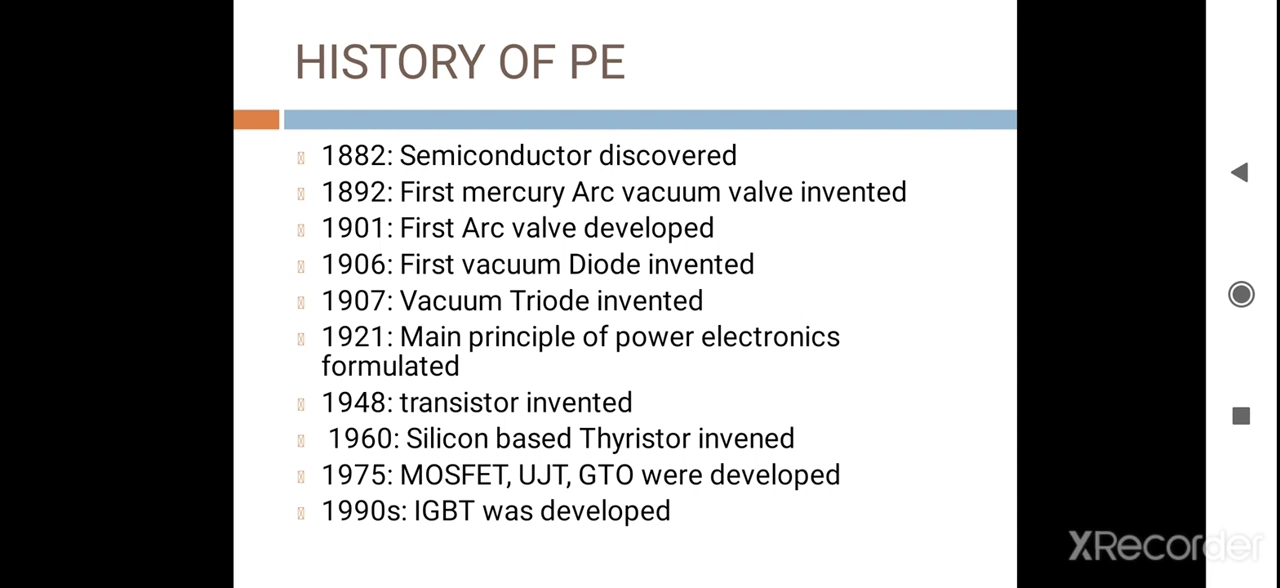 HISTORY OF PE
1882: Semiconductor discovered
1892: First mercury Arc vacuum valve invented
1901: First Arc valve developed
1906: First vacuum Diode invented
1907: Vacuum Triode invented
1921: Main principle of power electronics
formulated
1948: transistor invented
1960: Silicon based Thyristor invened
1975: MOSFET, UJT, GTO were developed
1990s: IGBT was developed
XRecorder